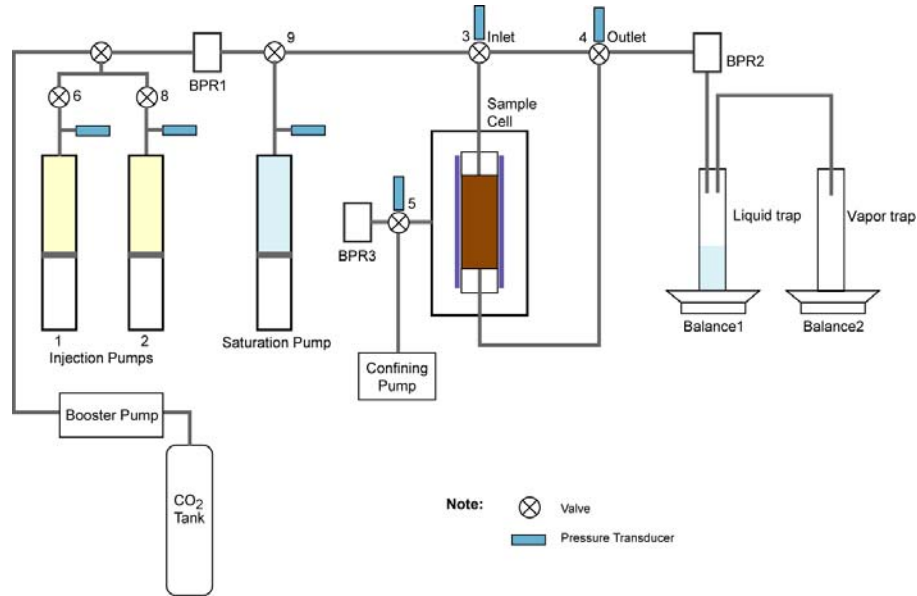 3
Inlet
4
Outlet
9
BPR1
BPR2
6
8
Sample
Cell
5
BPR3
Liquid trap
Vapor trap
1
2
Injection Pumps
Saturation Pump
Balance1
Balance2
Confining
Pump
Booster Pump
CO2
Tank
Note:
Valve
Pressure Transducer